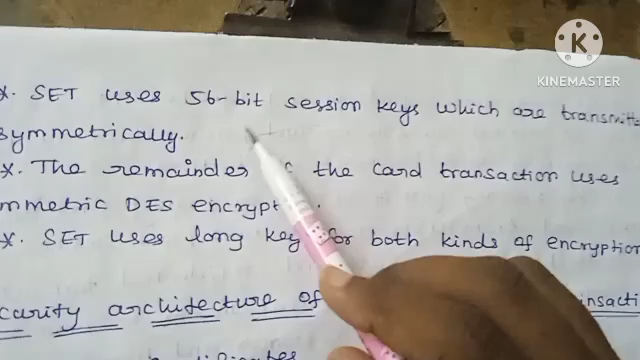 *. SET uses 56-bit session keys which are transmitt
symmetrically.
*. The remainder the card transaction uses
mmetric DES encrypt
*. SET uses long key for both kinds of encryption
curity architecture of
K
KINEMASTER